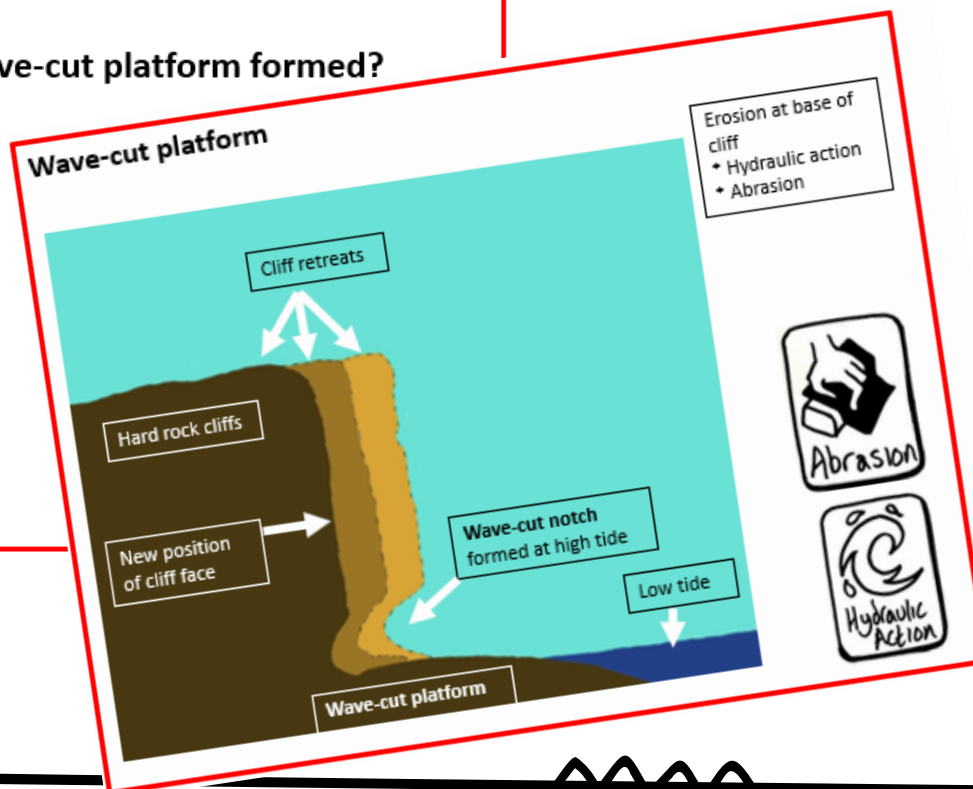 ve-cut platform formed?
Wave-cut platform
Erosion at base of
cliff
* Hydraulic action
* Abrasion
Cliff retreats
Hard rock cliffs
New position
of cliff face
Wave-cut notch
formed at high tide
Low tide
Wave-cut platform
Abrasion
Hydraulic
Action